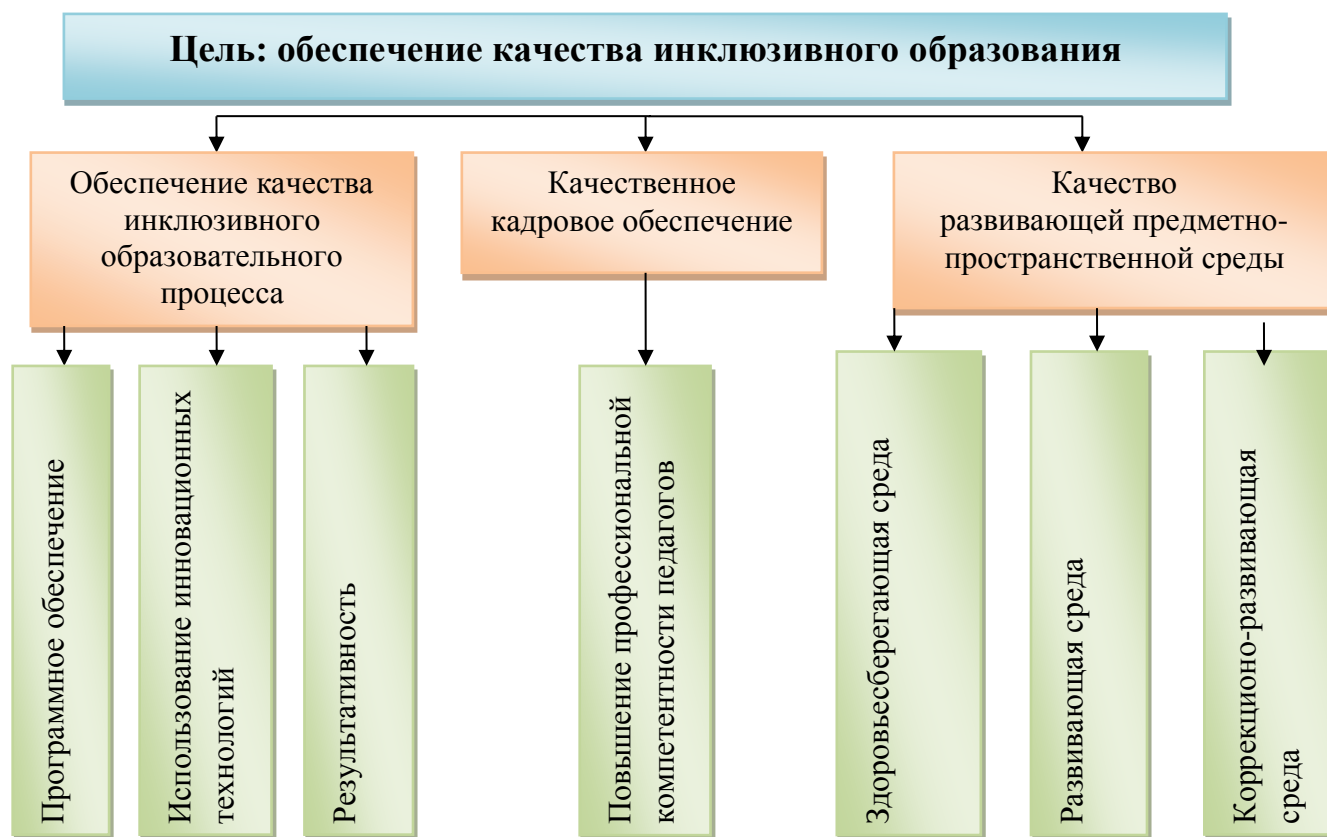 Цель: обеспечение качества инклюзивного образования
Обеспечение качества
инклюзивного
образовательного
процесса
Качественное
кадровое обеспечение
Качество
развивающей предметно-
пространственной среды
Программное обеспечение
Использование инновационных
технологий
Результативность
Повышение профессиональной
компетентности педагогов
Здоровьесберегающая среда
Развивающая среда
Коррекционо-развивающая
среда